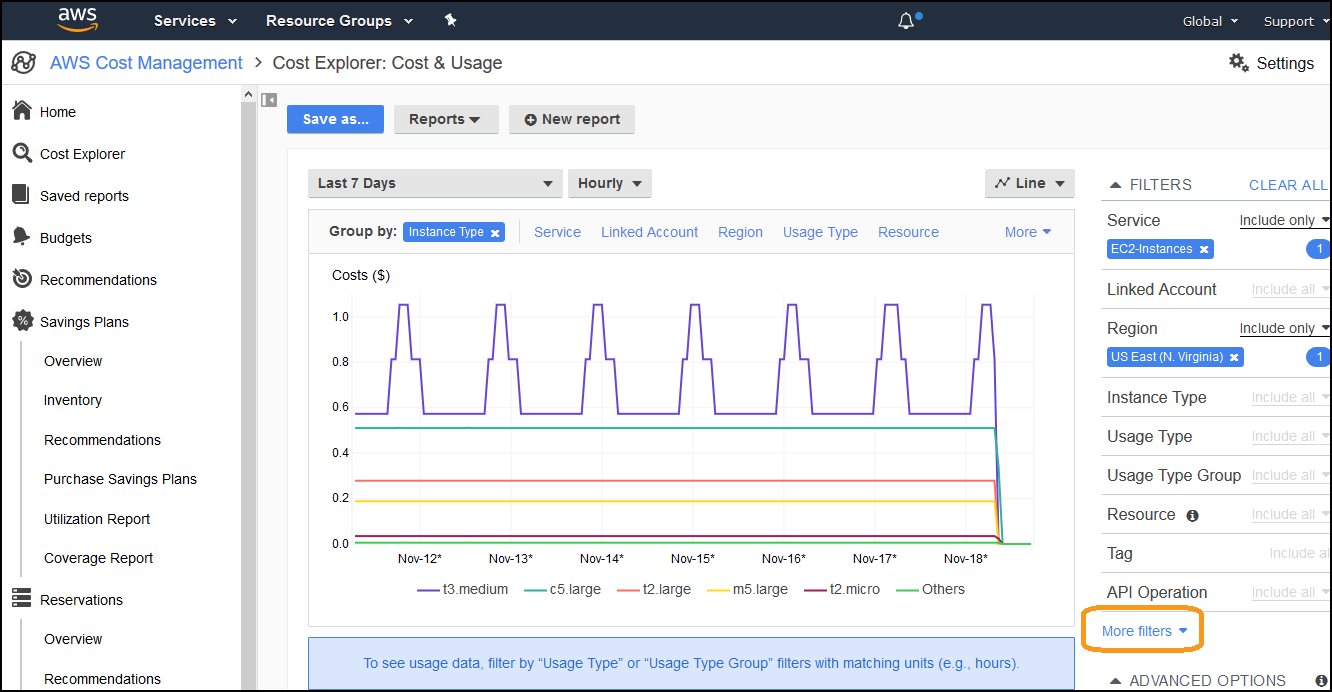 aws Services Resource Groups Global Support
AWS Cost Management > Cost Explorer: Cost & Usage Settings
Home
Cost Explorer
Saved reports
Budgets
Recommendations
% Savings Plans
Overview
Inventory
Recommendations
Purchase Savings Plans
Utilization Report
Coverage Report
Reservations
Overview
Recommendations
Save as... Reports New report
Last 7 Days Hourly Line
Group by: Instance Type Service Linked Account Region Usage Type Resource More
Costs ($)
1.0
0.8
0.6
0.4
0.2
0.0
Nov-12* Nov-13* Nov-14* Nov-15* Nov-16* Nov-17* Nov-18*
t3.medium c5.large t2.large m5.large t2.micro Others
To see usage data, filter by “Usage Type” or “Usage Type Group” filters with matching units (e.g., hours).
FILTERS CLEAR ALL
Service Include only
EC2-Instances 1
Linked Account Include all
Region Include only
US East (N. Virginia) 1
Instance Type Include all
Usage Type Include all
Usage Type Group Include all
Resource Include all
Tag Include all
API Operation Include all
More filters
ADVANCED OPTIONS